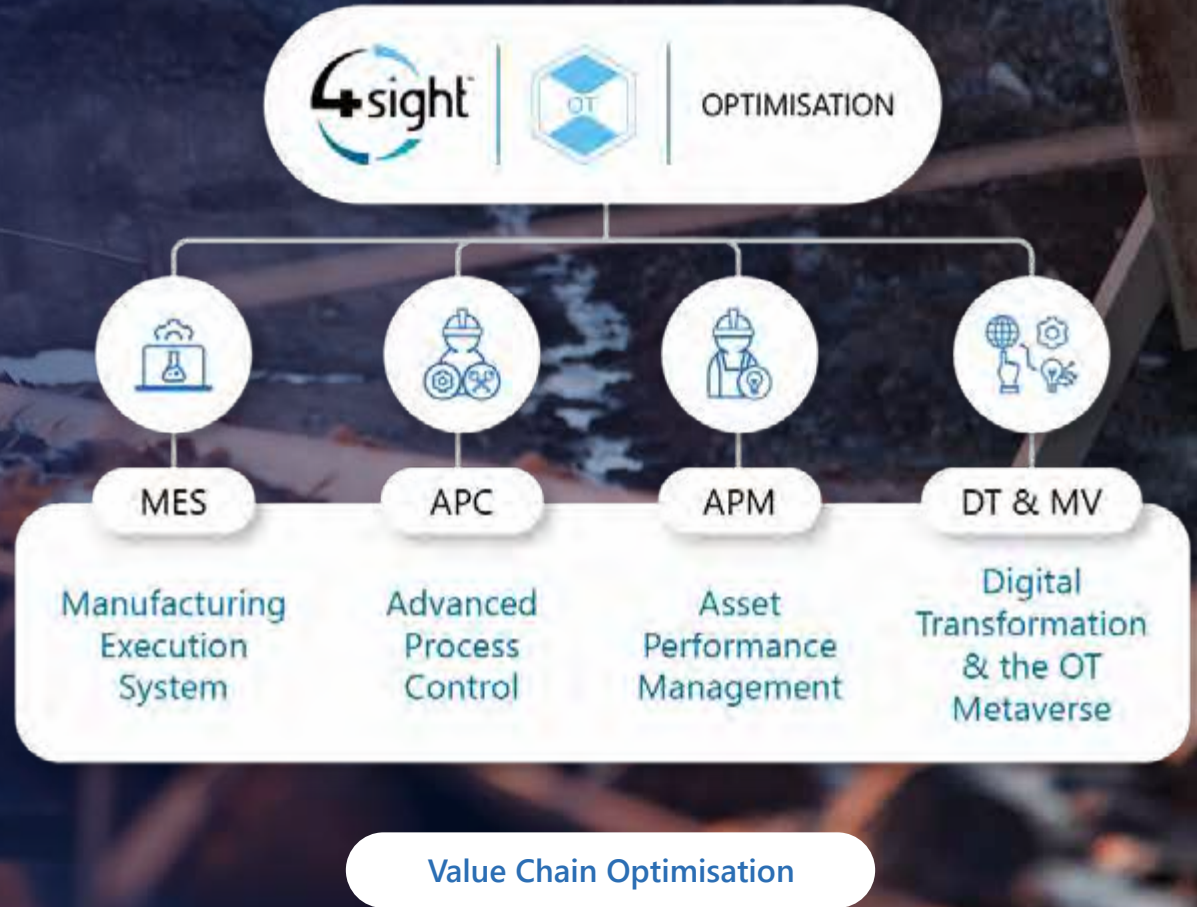 4sight
OT
OPTIMISATION
MES
APC
APM
DT & MV
Manufacturing
Execution
System
Advanced
Process
Control
Asset
Performance
Management
Digital
Transformation
& the OT
Metaverse
Value Chain Optimisation